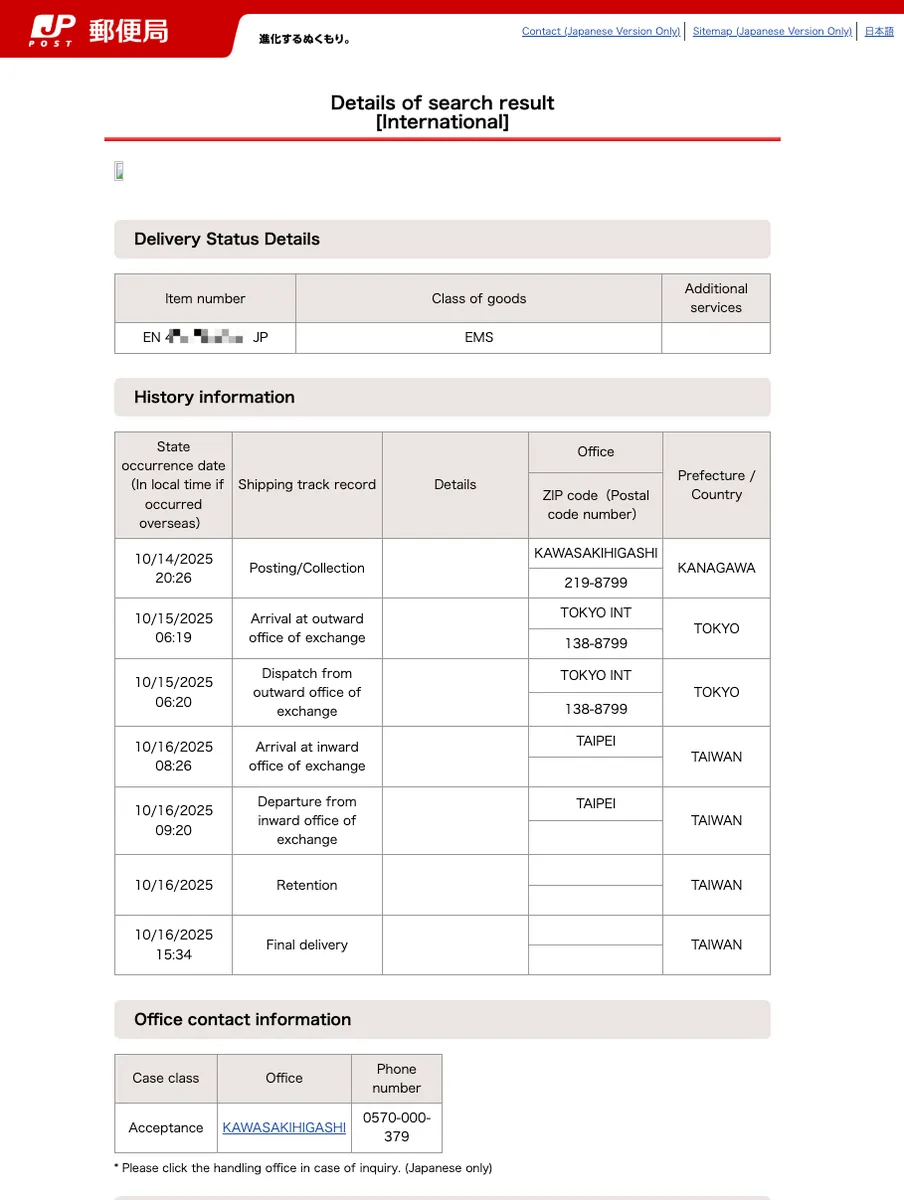 JP POST 郵便局
進化するぬくもり。
Contact (Japanese Version Only)
Sitemap (Japanese Version Only)
日本語
Details of search result
[International]
Delivery Status Details
Item number
Class of goods
Additional
services
EN 4 JP
EMS
History information
State
occurrence date
（In local time if
occurred
overseas）
Shipping track record
Details
Office
ZIP code（Postal
code number）
Prefecture /
Country
10/14/2025
20:26
Posting/Collection
KAWASAKIHIGASHI
219-8799
KANAGAWA
10/15/2025
06:19
Arrival at outward
office of exchange
TOKYO INT
138-8799
TOKYO
10/15/2025
06:20
Dispatch from
outward office of
exchange
TOKYO INT
138-8799
TOKYO
10/16/2025
08:26
Arrival at inward
office of exchange
TAIPEI
TAIWAN
10/16/2025
09:20
Departure from
inward office of
exchange
TAIPEI
TAIWAN
10/16/2025
Retention
TAIWAN
10/16/2025
15:34
Final delivery
TAIWAN
Office contact information
Case class
Office
Phone
number
Acceptance
KAWASAKIHIGASHI
0570-000-
379
* Please click the handling office in case of inquiry. (Japanese only)